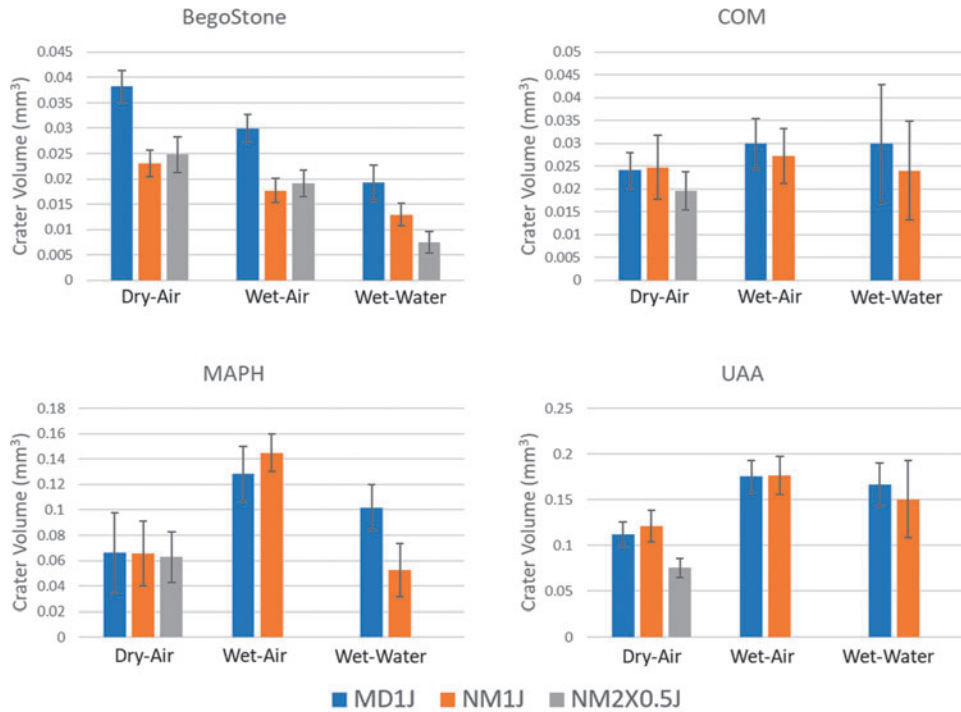 BegoStone
Crater Volume (mm³)
0.045
0.04
0.035
0.03
0.025
0.02
0.015
0.01
0.005
0
Dry-Air Wet-Air Wet-Water
COM
Crater Volume (mm³)
0.05
0.045
0.04
0.035
0.03
0.025
0.02
0.015
0.01
0.005
0
Dry-Air Wet-Air Wet-Water
MAPH
Crater Volume (mm³)
0.18
0.16
0.14
0.12
0.1
0.08
0.06
0.04
0.02
0
Dry-Air Wet-Air Wet-Water
UAA
Crater Volume (mm³)
0.25
0.2
0.15
0.1
0.05
0
Dry-Air Wet-Air Wet-Water
MD1J NM1J NM2X0.5J